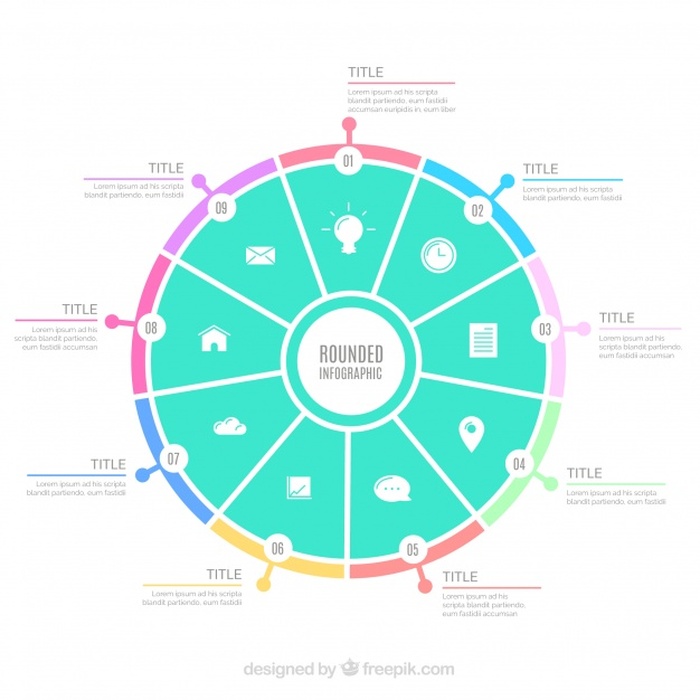 TITLE
Lorem ipsum ad his scripta
blandit partiendo, eum fastidii
accumsan euripidis in, eum liber
01
TITLE
Lorem ipsum ad his scripta
blandit partiendo, eum fastidii
02
TITLE
Lorem ipsum ad his
scripta blandit partiendo,
eum fastidii accumsan
03
TITLE
Lorem ipsum ad his scripta
blandit partiendo, eum fastidii
04
TITLE
Lorem ipsum ad his
scripta blandit partiendo,
eum fastidii accumsan
05
TITLE
Lorem ipsum ad his scripta
blandit partiendo, eum fastidii
06
TITLE
Lorem ipsum ad his scripta
blandit partiendo, eum fastidii
07
TITLE
Lorem ipsum ad his
scripta blandit partiendo,
eum fastidii accumsan
08
TITLE
Lorem ipsum ad his scripta
blandit partiendo, eum fastidii
09
ROUNDED
INFOGRAPHIC
designed by freepik.com